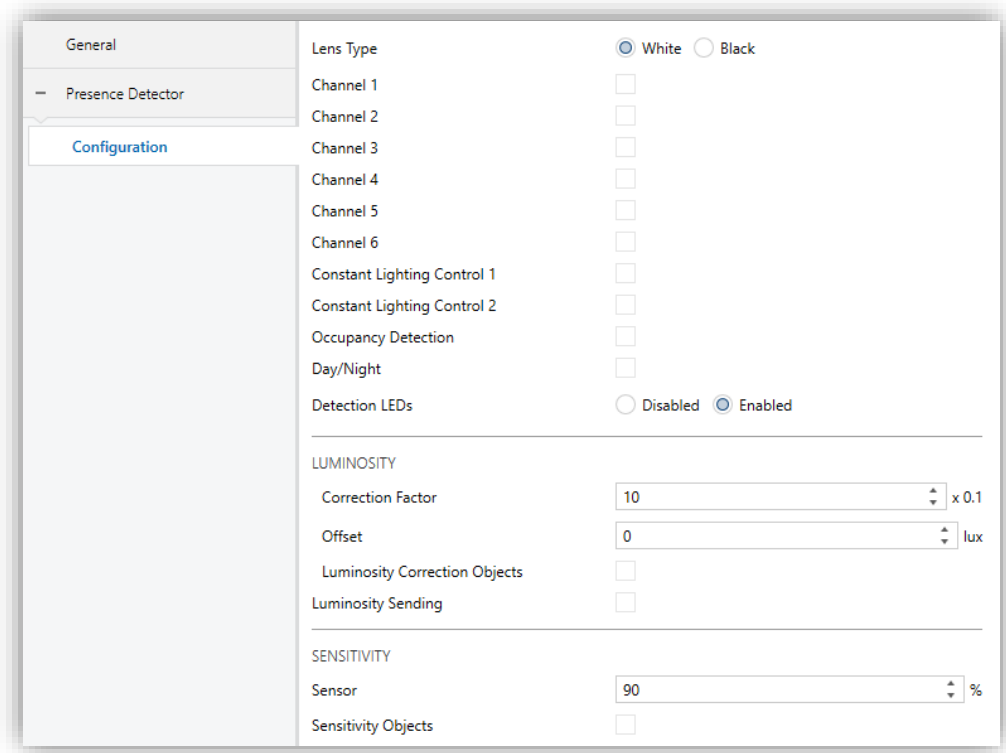 General
Presence Detector
Configuration
Lens Type White Black
Channel 1
Channel 2
Channel 3
Channel 4
Channel 5
Channel 6
Constant Lighting Control 1
Constant Lighting Control 2
Occupancy Detection
Day/Night
Detection LEDs Disabled Enabled
LUMINOSITY
Correction Factor 10 x 0.1
Offset 0 lux
Luminosity Correction Objects
Luminosity Sending
SENSITIVITY
Sensor 90 %
Sensitivity Objects